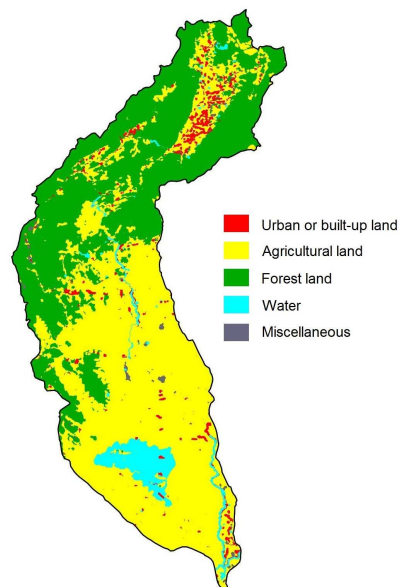 Urban or built-up land
Agricultural land
Forest land
Water
Miscellaneous